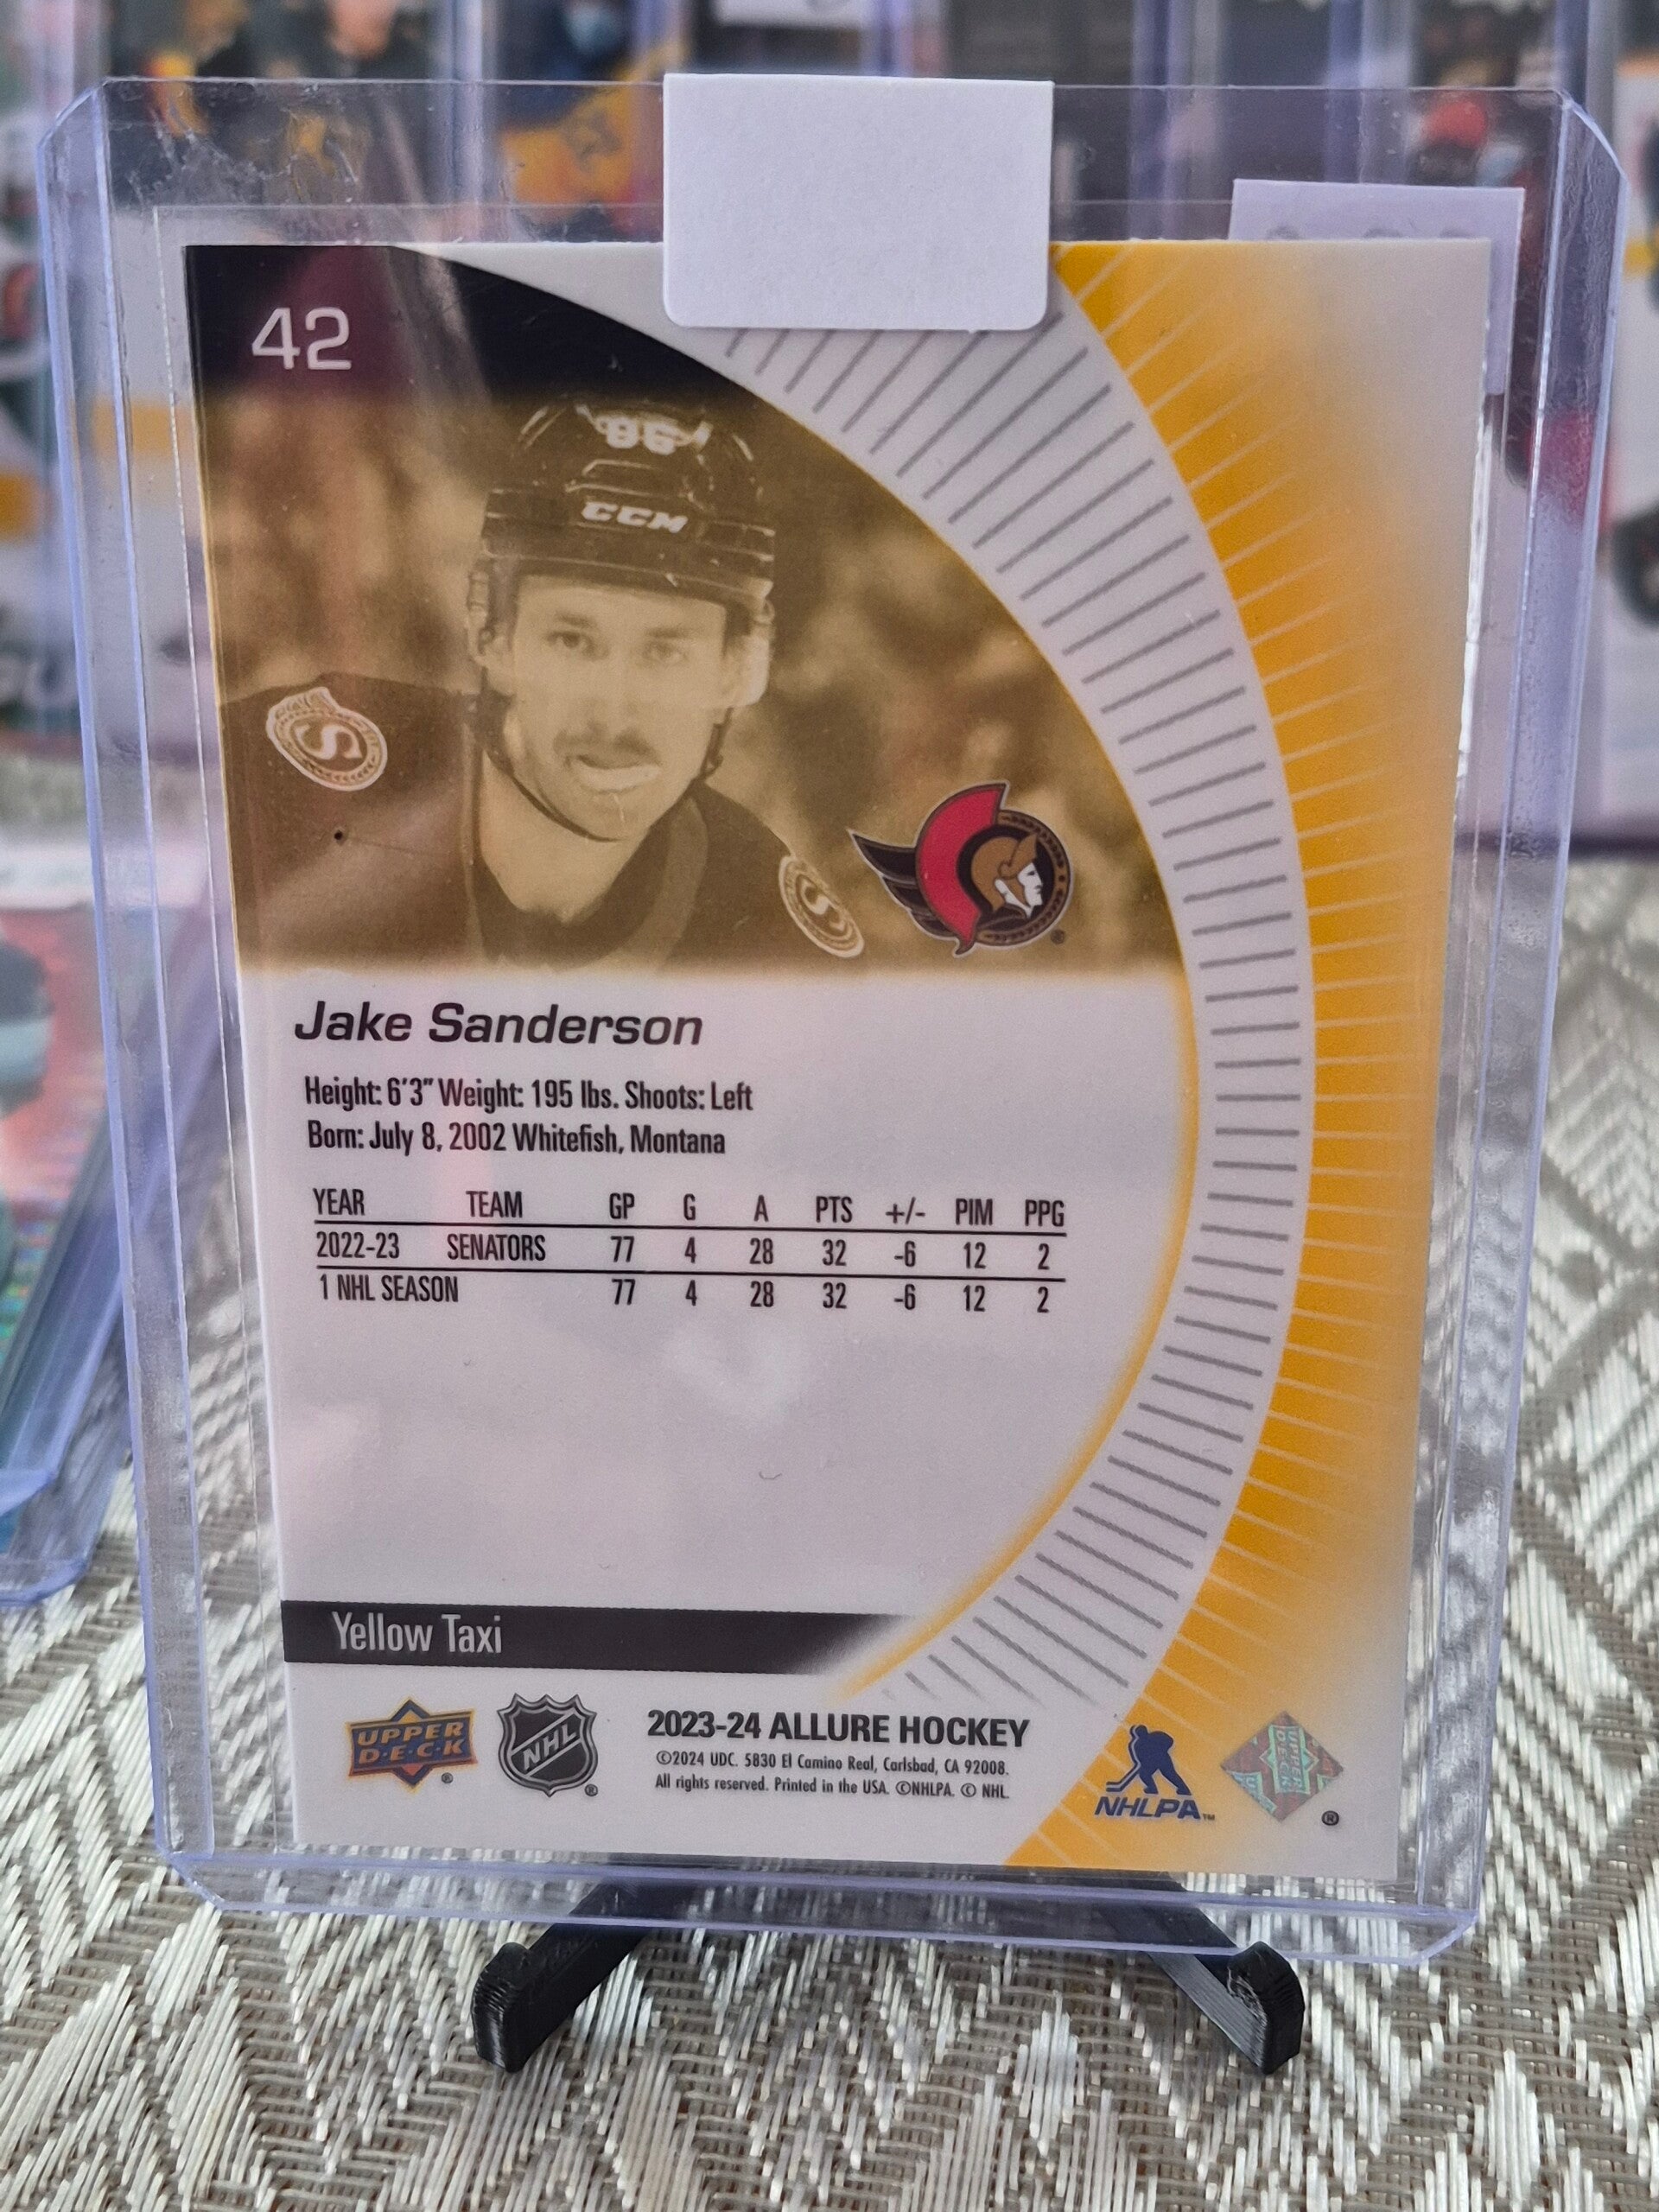 42
86
CCM
S
S
Jake Sanderson
Height: 6'3" Weight: 195 lbs. Shoots: Left
Born: July 8, 2002 Whitefish, Montana
YEAR TEAM GP G A PTS +/- PIM PPG
2022-23 SENATORS 77 4 28 32 -6 12 2
1 NHL SEASON 77 4 28 32 -6 12 2
Yellow Taxi
UPPER
D·E·C·K ®
NHL ®
2023-24 ALLURE HOCKEY
©2024 UDC. 5830 El Camino Real, Carlsbad, CA 92008.
All rights reserved. Printed in the USA. ©NHLPA. © NHL.
NHLPA™
UPPER
DECK
®